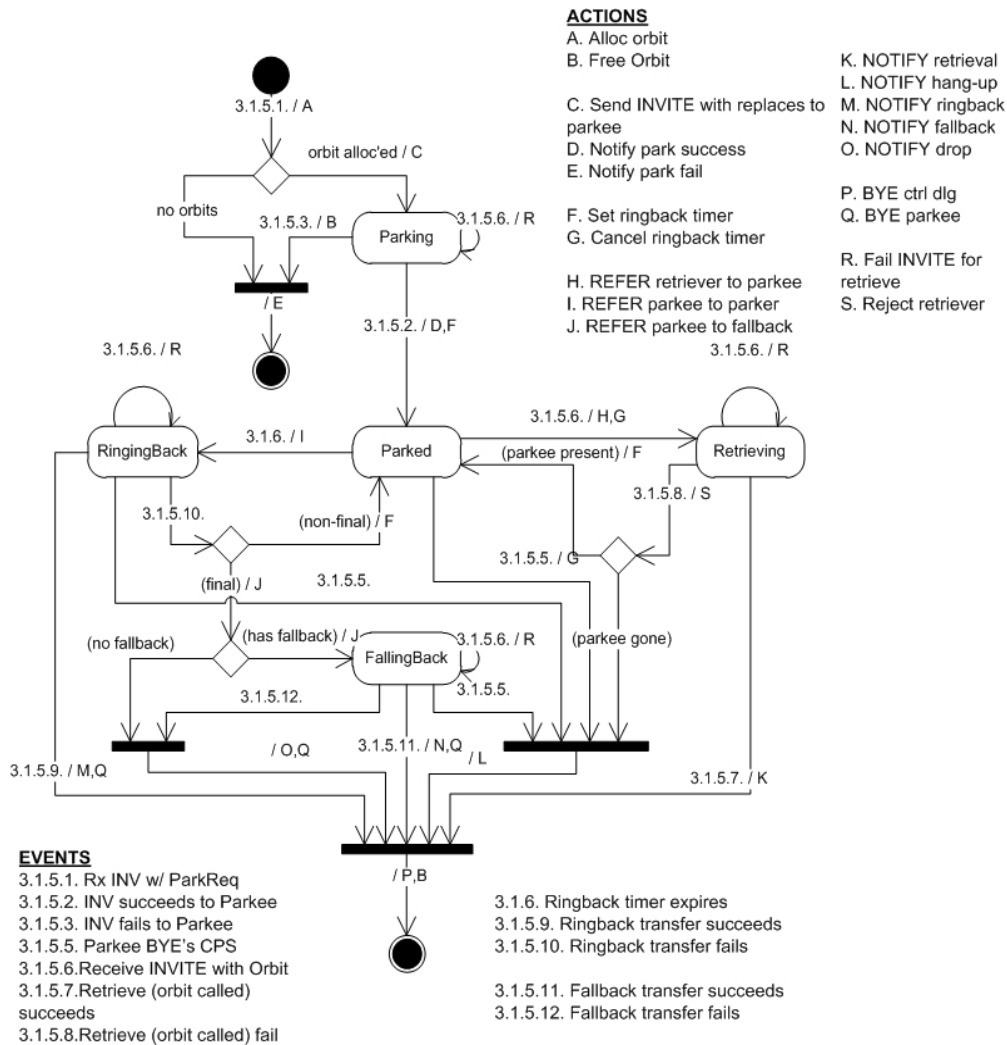 ACTIONS
A. Alloc orbit
B. Free Orbit
C. Send INVITE with replaces to
parkee
D. Notify park success
E. Notify park fail
F. Set ringback timer
G. Cancel ringback timer
H. REFER retriever to parkee
I. REFER parkee to parker
J. REFER parkee to fallback
K. NOTIFY retrieval
L. NOTIFY hang-up
M. NOTIFY ringback
N. NOTIFY fallback
O. NOTIFY drop
P. BYE ctrl dlg
Q. BYE parkee
R. Fail INVITE for
retrieve
S. Reject retriever
3.1.5.1. / A
orbit alloc'ed / C
no orbits
3.1.5.3. / B
Parking
3.1.5.6. / R
/ E
3.1.5.2. / D,F
3.1.5.6. / R
3.1.5.6. / R
RingingBack
3.1.6. / I
Parked
3.1.5.6. / H,G
(parkee present) / F
Retrieving
3.1.5.8. / S
3.1.5.10.
(non-final) / F
3.1.5.5. / G
(final) / J
3.1.5.5.
(no fallback)
(has fallback) / J
FallingBack
3.1.5.6. / R
(parkee gone)
3.1.5.12.
3.1.5.5.
/ O,Q
3.1.5.11. / N,Q
/ L
3.1.5.9. / M,Q
3.1.5.7. / K
/ P,B
EVENTS
3.1.5.1. Rx INV w/ ParkReq
3.1.5.2. INV succeeds to Parkee
3.1.5.3. INV fails to Parkee
3.1.5.5. Parkee BYE's CPS
3.1.5.6.Receive INVITE with Orbit
3.1.5.7.Retrieve (orbit called)
succeeds
3.1.5.8.Retrieve (orbit called) fail
3.1.6. Ringback timer expires
3.1.5.9. Ringback transfer succeeds
3.1.5.10. Ringback transfer fails
3.1.5.11. Fallback transfer succeeds
3.1.5.12. Fallback transfer fails